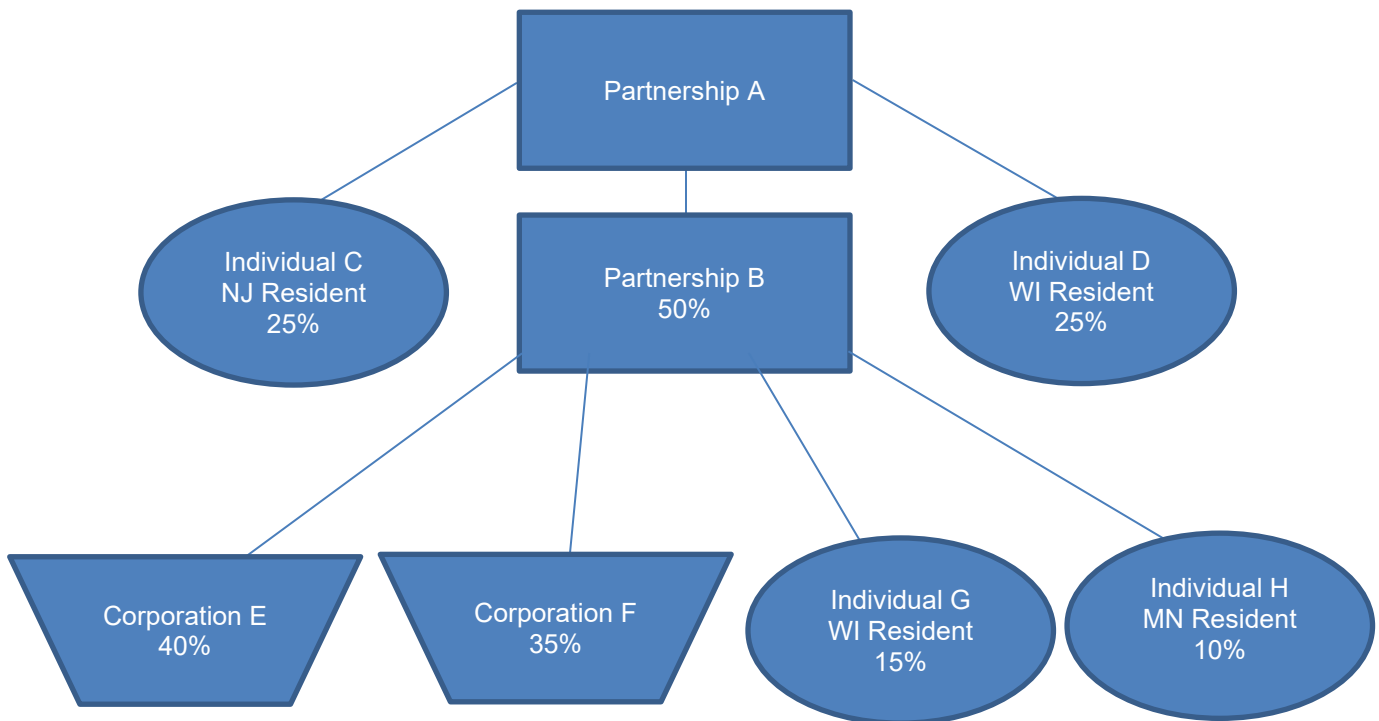 Partnership A
Individual C
NJ Resident
25%
Partnership B
50%
Individual D
WI Resident
25%
Corporation E
40%
Corporation F
35%
Individual G
WI Resident
15%
Individual H
MN Resident
10%